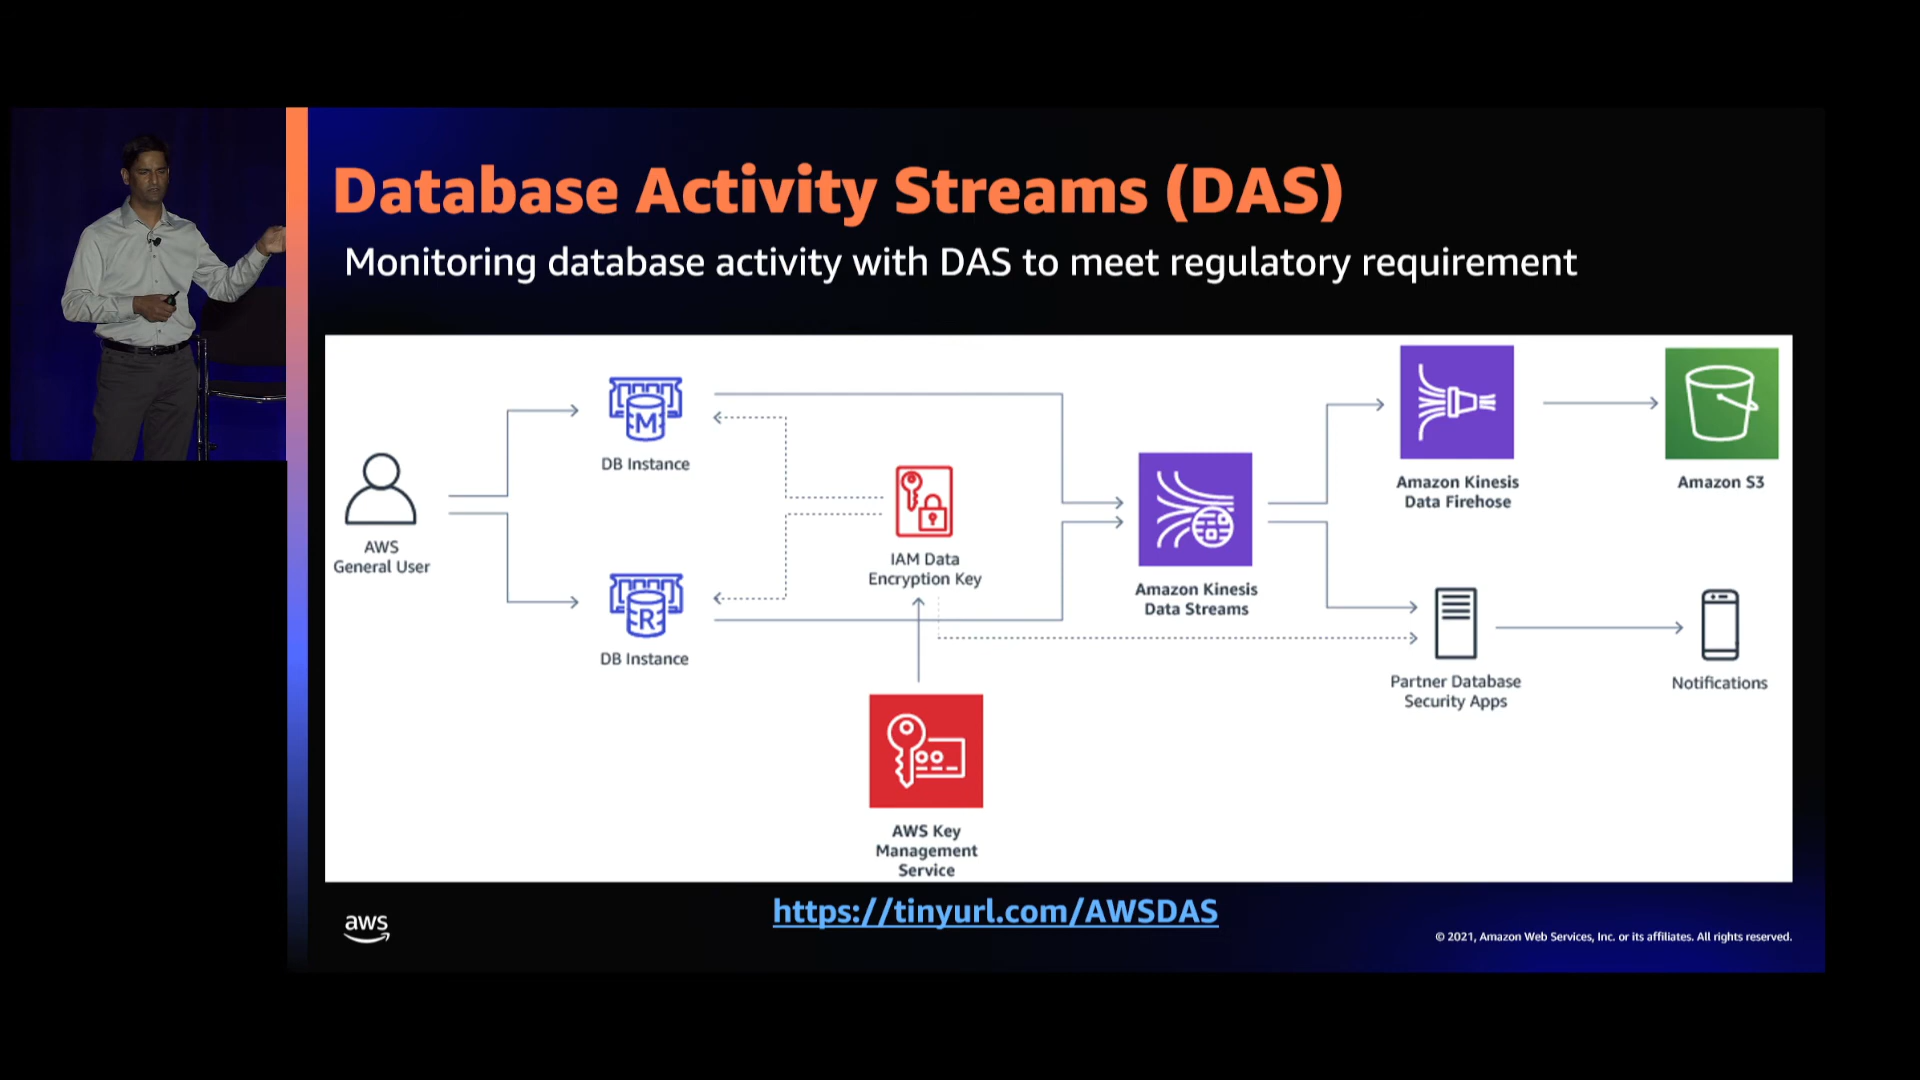 Database Activity Streams (DAS)
Monitoring database activity with DAS to meet regulatory requirement
AWS
General User
M
DB Instance
R
DB Instance
IAM Data
Encryption Key
AWS Key
Management
Service
Amazon Kinesis
Data Streams
Amazon Kinesis
Data Firehose
Amazon S3
Partner Database
Security Apps
Notifications
https://tinyurl.com/AWSDAS
aws
© 2021, Amazon Web Services, Inc. or its affiliates. All rights reserved.